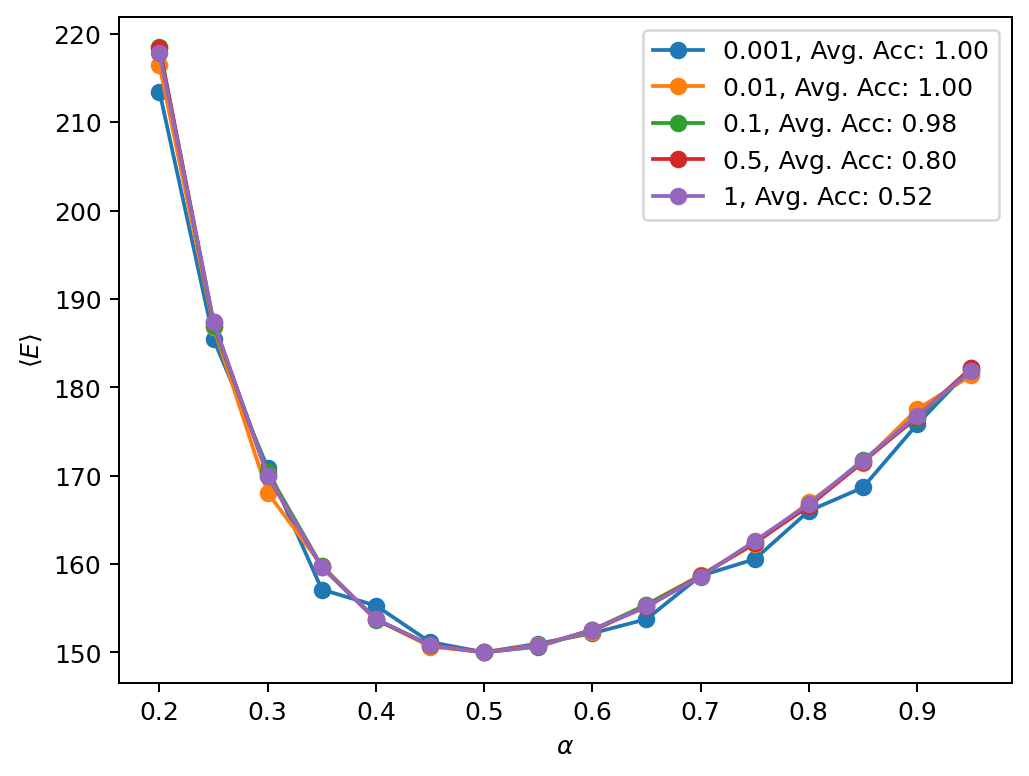 220
210
200
190
180
170
160
150
⟨E⟩
0.001, Avg. Acc: 1.00
0.01, Avg. Acc: 1.00
0.1, Avg. Acc: 0.98
0.5, Avg. Acc: 0.80
1, Avg. Acc: 0.52
0.2 0.3 0.4 0.5 0.6 0.7 0.8 0.9
α